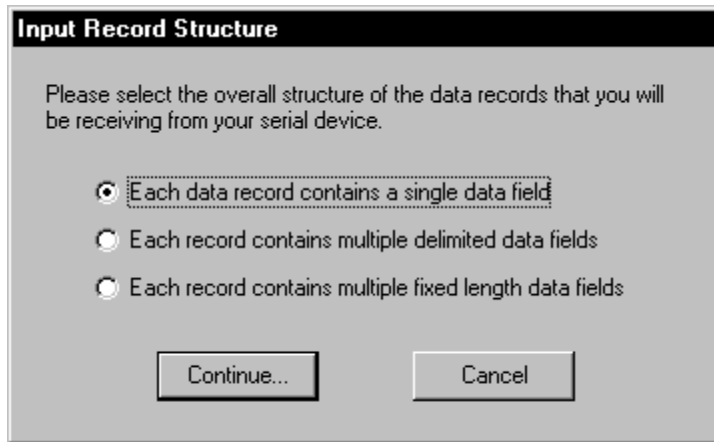 Input Record Structure
Please select the overall structure of the data records that you will
be receiving from your serial device.
Each data record contains a single data field
Each record contains multiple delimited data fields
Each record contains multiple fixed length data fields
Continue...
Cancel